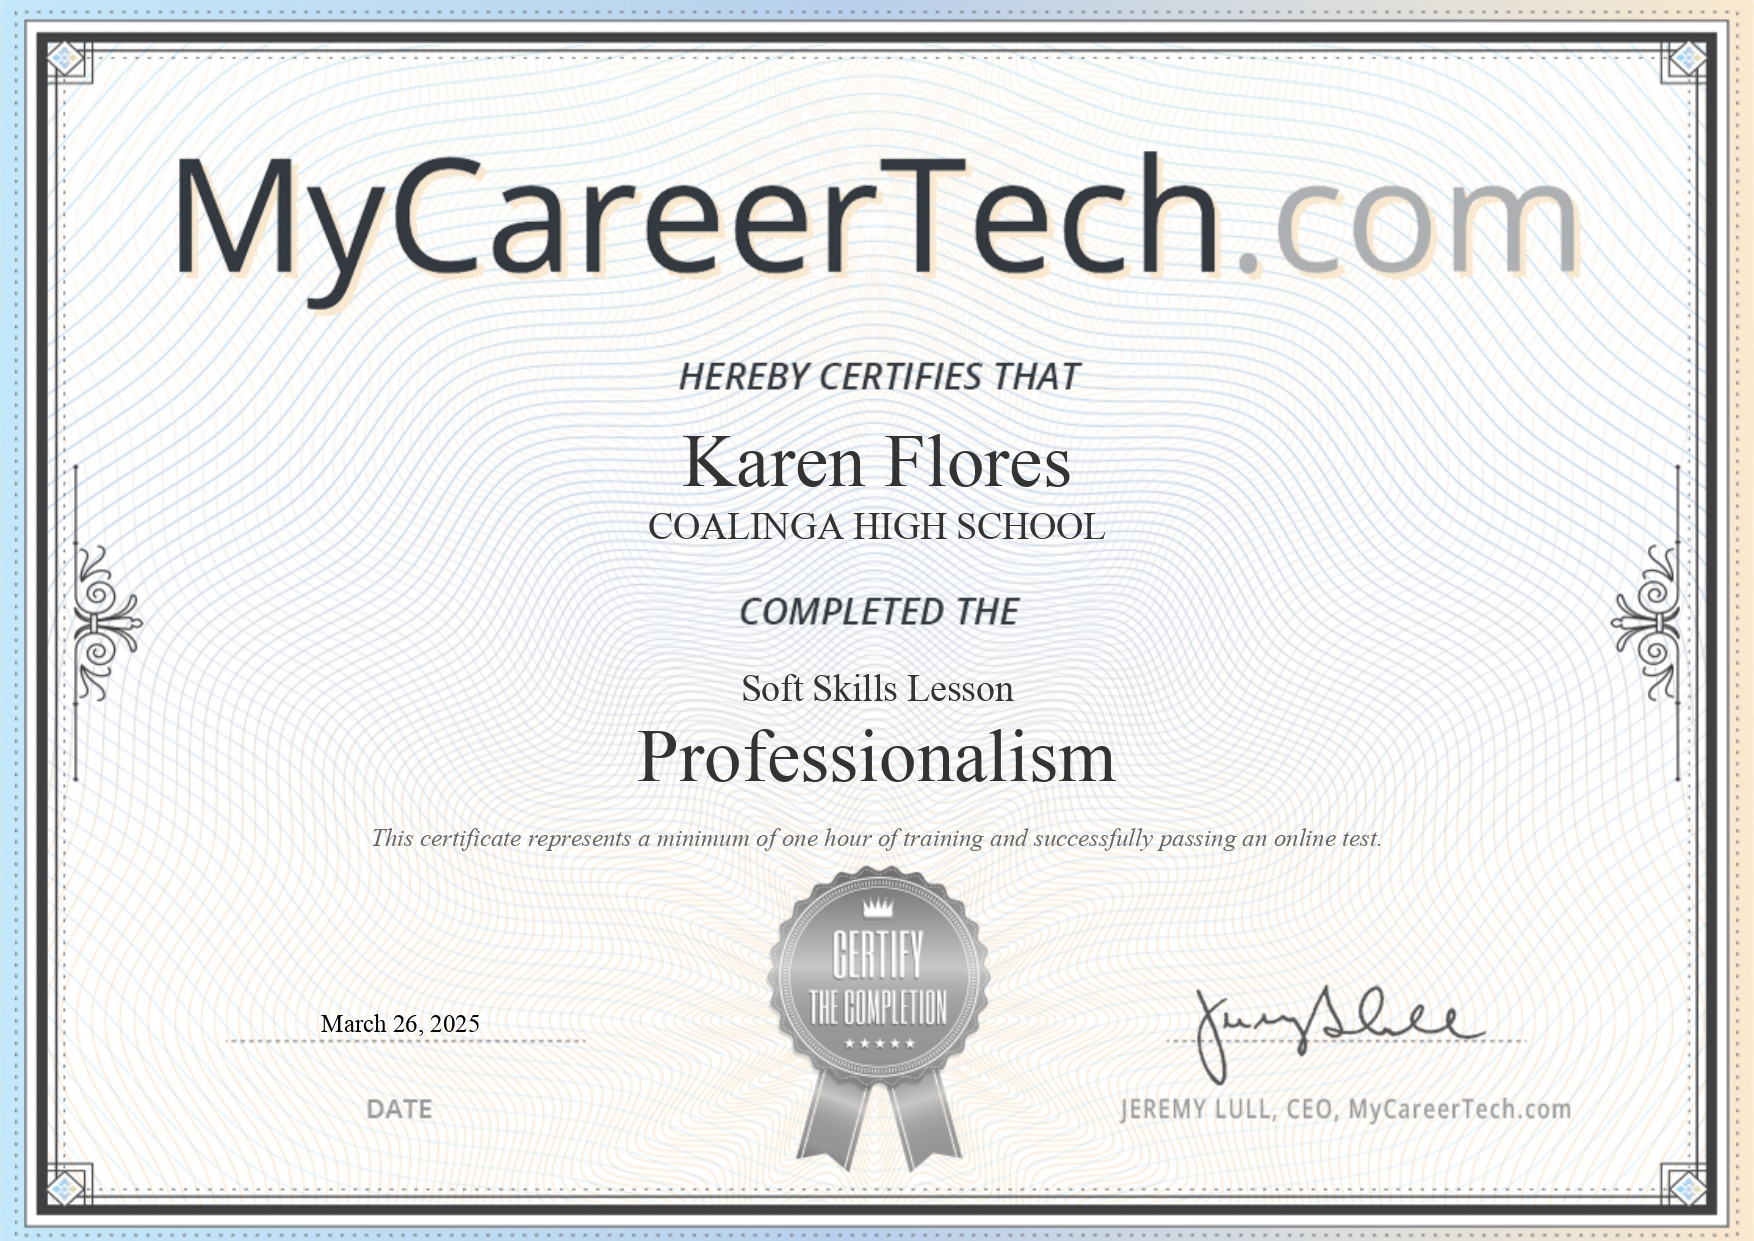 MyCareerTech.com
HEREBY CERTIFIES THAT
Karen Flores
COALINGA HIGH SCHOOL
COMPLETED THE
Soft Skills Lesson
Professionalism
This certificate represents a minimum of one hour of training and successfully passing an online test.
CERTIFY
THE COMPLETION
March 26, 2025
DATE
JEREMY LULL, CEO, MyCareerTech.com